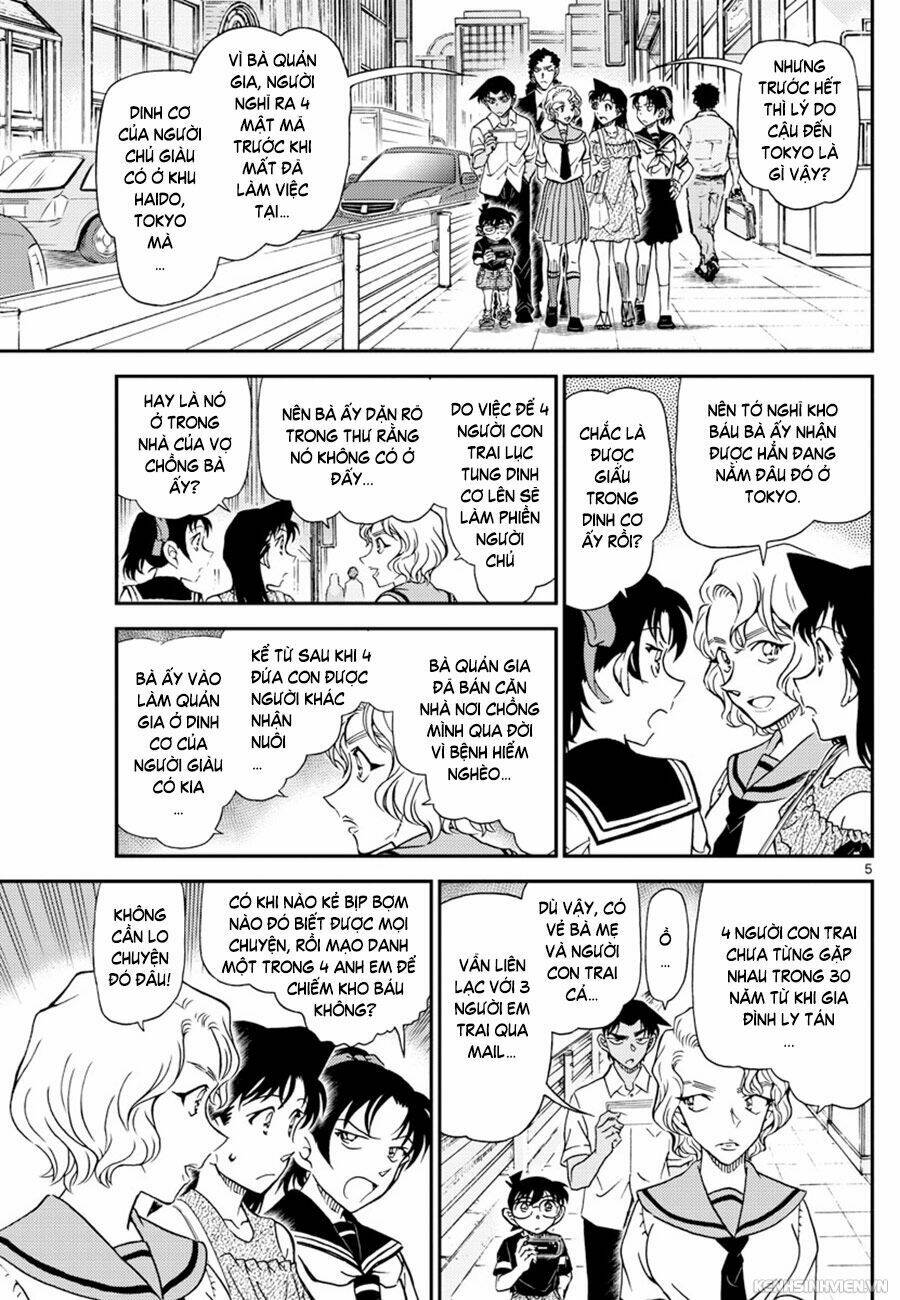 NHƯNG
TRƯỚC HẾT
THÌ LÝ DO
CẬU ĐẾN
TOKYO LÀ
GÌ VẬY?
VÌ BÀ QUẢN
GIA, NGƯỜI
NGHĨ RA 4
MẬT MÃ
TRƯỚC KHI
MẤT ĐÃ
LÀM VIỆC
TẠI...
DINH CƠ
CỦA NGƯỜI
CHỦ GIÀU
CÓ Ở KHU
HAIDO,
TOKYO
MÀ
...
NÊN TỚ NGHĨ KHO
BÁU BÀ ẤY NHẬN
ĐƯỢC HẲN ĐANG
NẰM ĐÂU ĐÓ Ở
TOKYO.
CHẮC LÀ
ĐƯỢC
GIẤU
TRONG
DINH CƠ
ẤY RỒI?
DO VIỆC ĐỂ 4
NGƯỜI CON
TRAI LỤC
TUNG DINH
CƠ LÊN SẼ
LÀM PHIỀN
NGƯỜI
CHỦ
NÊN BÀ ẤY DẶN RÕ
TRONG THƯ RẰNG
NÓ KHÔNG CÓ Ở
ĐẤY...
HAY LÀ NÓ
Ở TRONG
NHÀ CỦA VỢ
CHỒNG BÀ
ẤY?
BÀ QUẢN GIA
ĐÃ BÁN CĂN
NHÀ NƠI CHỒNG
MÌNH QUA ĐỜI
VÌ BỆNH HIỂM
NGHÈO...
KỂ TỪ SAU KHI 4
ĐỨA CON ĐƯỢC
NGƯỜI KHÁC
NHẬN
NUÔI
...
BÀ ẤY VÀO
LÀM QUẢN
GIA Ở DINH
CƠ CỦA
NGƯỜI GIÀU
CÓ KIA
...
5
4 NGƯỜI CON TRAI
CHƯA TỪNG GẶP
NHAU TRONG 30
NĂM TỪ KHI GIA
ĐÌNH LY TÁN
...
Ồ
...
DÙ VẬY, CÓ
VẺ BÀ MẸ
VÀ NGƯỜI
CON TRAI
CẢ...
VẪN LIÊN
LẠC VỚI 3
NGƯỜI EM
TRAI QUA
MAIL...
CÓ KHI NÀO KẺ BỊP BỢM
NÀO ĐÓ BIẾT ĐƯỢC MỌI
CHUYỆN, RỒI MẠO DANH
MỘT TRONG 4 ANH EM ĐỂ
CHIẾM KHO BÁU
KHÔNG?
KHÔNG
CẦN LO
CHUYỆN
ĐÓ ĐÂU!
KENHSINHVIEN.VN